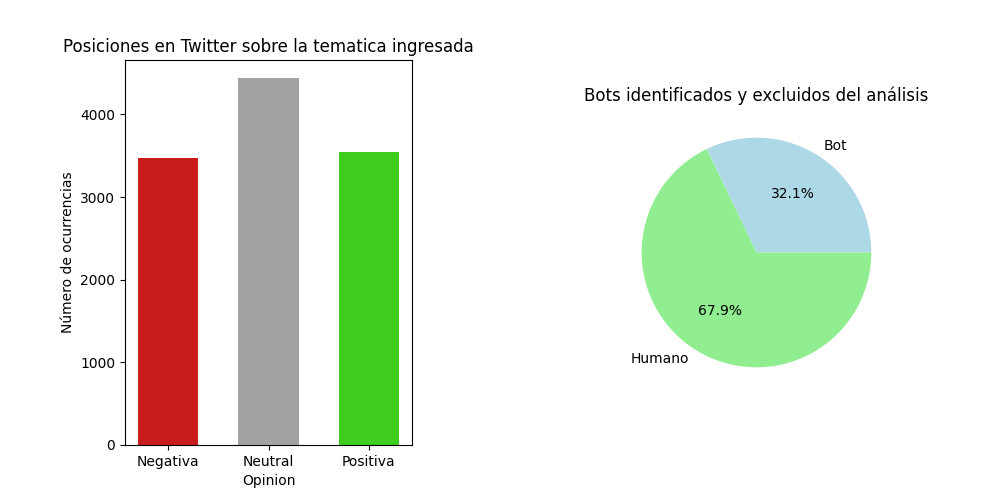 Posiciones en Twitter sobre la tematica ingresada
Número de ocurrencias
4000
3000
2000
1000
0
Negativa
Neutral
Positiva
Opinion
Bots identificados y excluidos del análisis
Bot
32.1%
67.9%
Humano